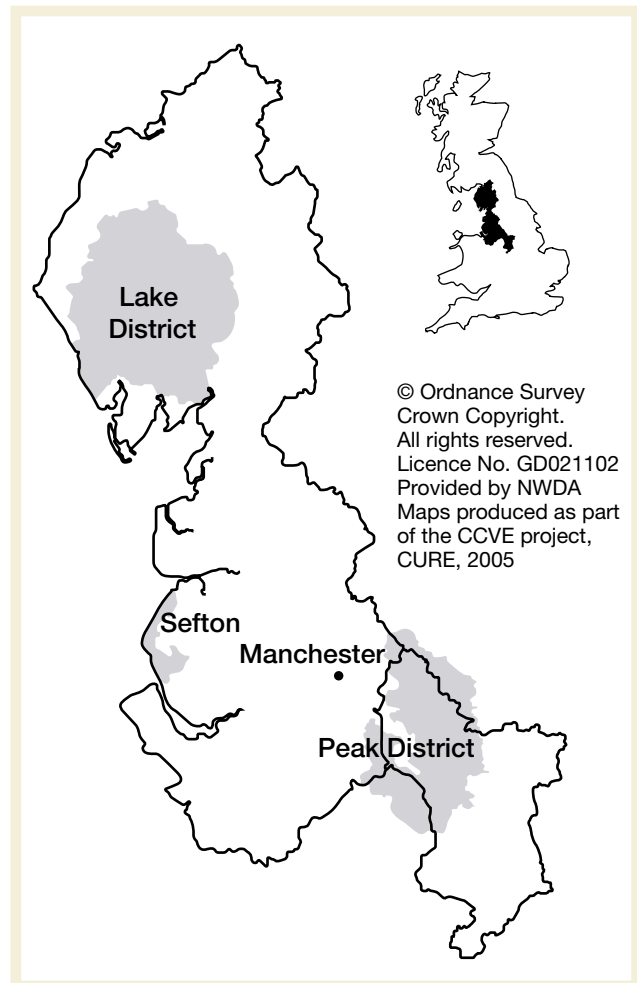 Lake
District
© Ordnance Survey
Crown Copyright.
All rights reserved.
Licence No. GD021102
Provided by NWDA
Maps produced as part
of the CCVE project,
CURE, 2005
Sefton
Manchester
Peak District